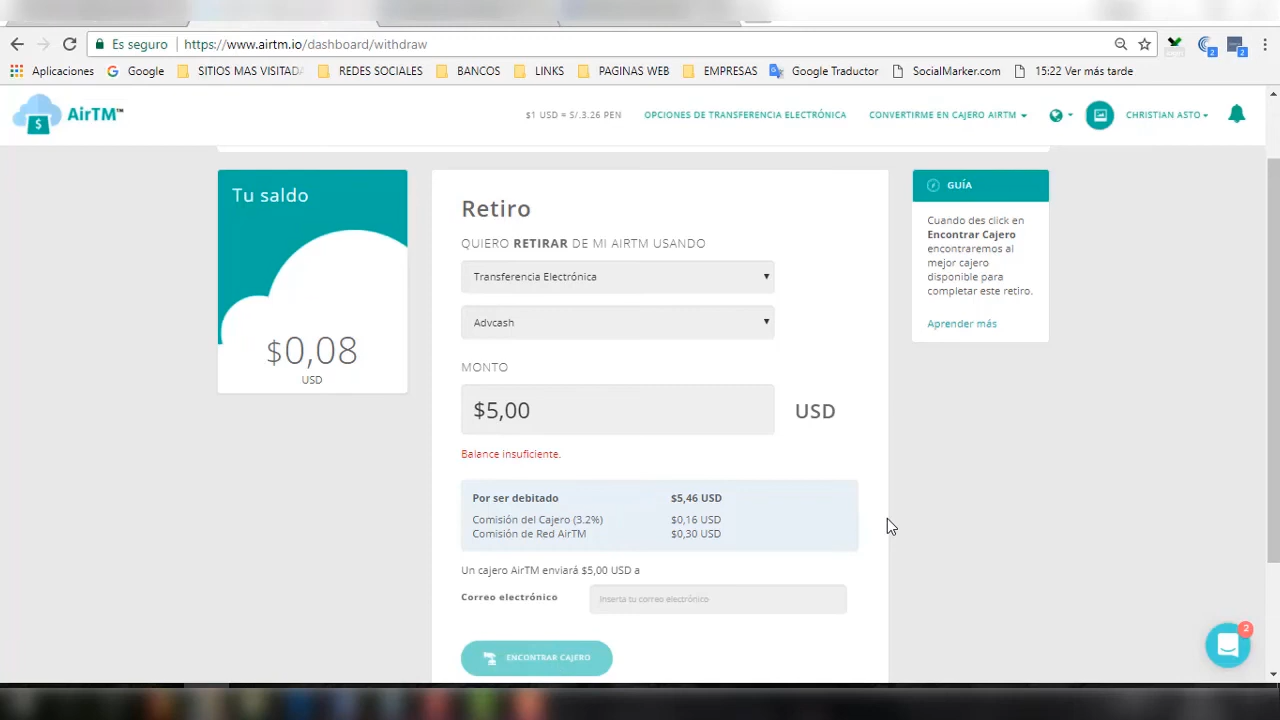 Es seguro | https://www.airtm.io/dashboard/withdraw
Aplicaciones Google SITIOS MAS VISITADA REDES SOCIALES BANCOS LINKS PAGINAS WEB EMPRESAS Google Traductor SocialMarker.com 15:22 Ver más tarde
2 2
AirTM™ $1 USD = S/.3.26 PEN OPCIONES DE TRANSFERENCIA ELECTRÓNICA CONVERTIRME EN CAJERO AIRTM CHRISTIAN ASTO
$
Tu saldo
$0,08
USD
Retiro
QUIERO RETIRAR DE MI AIRTM USANDO
Transferencia Electrónica
Advcash
MONTO
$5,00 USD
Balance insuficiente.
Por ser debitado $5,46 USD
Comisión del Cajero (3.2%) $0,16 USD
Comisión de Red AirTM $0,30 USD
Un cajero AirTM enviará $5,00 USD a
Correo electrónico Inserta tu correo electrónico
ENCONTRAR CAJERO
GUÍA
Cuando des click en
Encontrar Cajero
encontraremos al
mejor cajero
disponible para
completar este retiro.
Aprender más
2